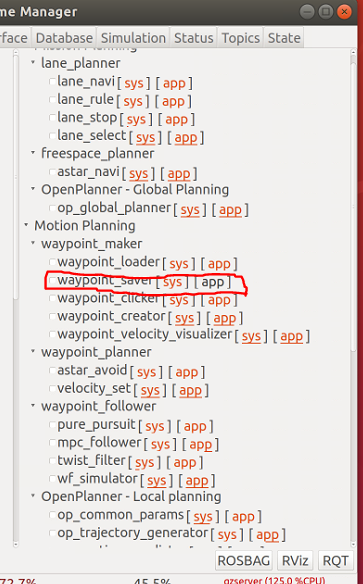 me Manager
rface Database Simulation Status Topics State
Mission Planning
lane_planner
lane_navi [ sys ] [ app ]
lane_rule [ sys ] [ app ]
lane_stop [ sys ] [ app ]
lane_select [ sys ] [ app ]
freespace_planner
astar_navi [ sys ] [ app ]
OpenPlanner - Global Planning
op_global_planner [ sys ] [ app ]
Motion Planning
waypoint_maker
waypoint_loader [ sys ] [ app ]
waypoint_saver [ sys ] [ app ]
waypoint_clicker [ sys ] [ app ]
waypoint_creator [ sys ] [ app ]
waypoint_velocity_visualizer [ sys ] [ app ]
waypoint_planner
astar_avoid [ sys ] [ app ]
velocity_set [ sys ] [ app ]
waypoint_follower
pure_pursuit [ sys ] [ app ]
mpc_follower [ sys ] [ app ]
twist_filter [ sys ] [ app ]
wf_simulator [ sys ] [ app ]
OpenPlanner - Local planning
op_common_params [ sys ] [ app ]
op_trajectory_generator [ sys ] [ app ]
ROSBAG RViz RQT
72.7% 45.5% gzserver (125.0 %CPU)